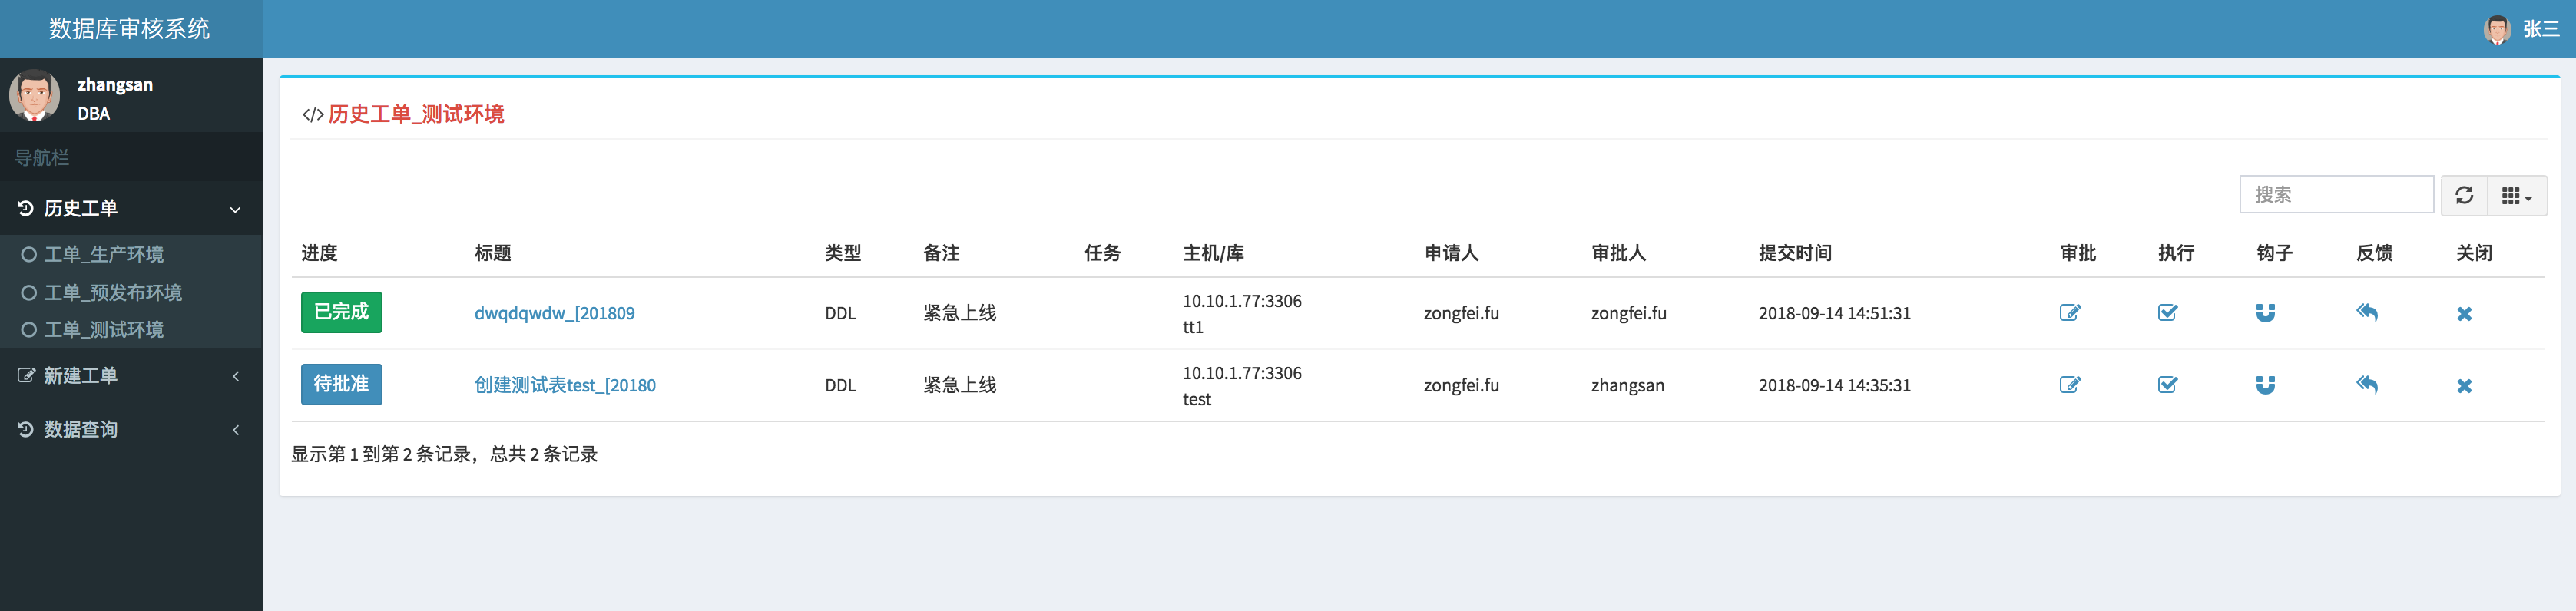 数据库审核系统
张三
zhangsan
DBA
导航栏
历史工单
工单_生产环境
工单_预发布环境
工单_测试环境
新建工单
数据查询
</>历史工单_测试环境
搜索
进度 标题 类型 备注 任务 主机/库 申请人 审批人 提交时间 审批 执行 钩子 反馈 关闭
已完成 dwqdqwdw_[201809 DDL 紧急上线 10.10.1.77:3306 zongfei.fu zongfei.fu 2018-09-14 14:51:31
tt1
待批准 创建测试表test_[20180 DDL 紧急上线 10.10.1.77:3306 zongfei.fu zhangsan 2018-09-14 14:35:31
test
显示第 1 到第 2 条记录，总共 2 条记录